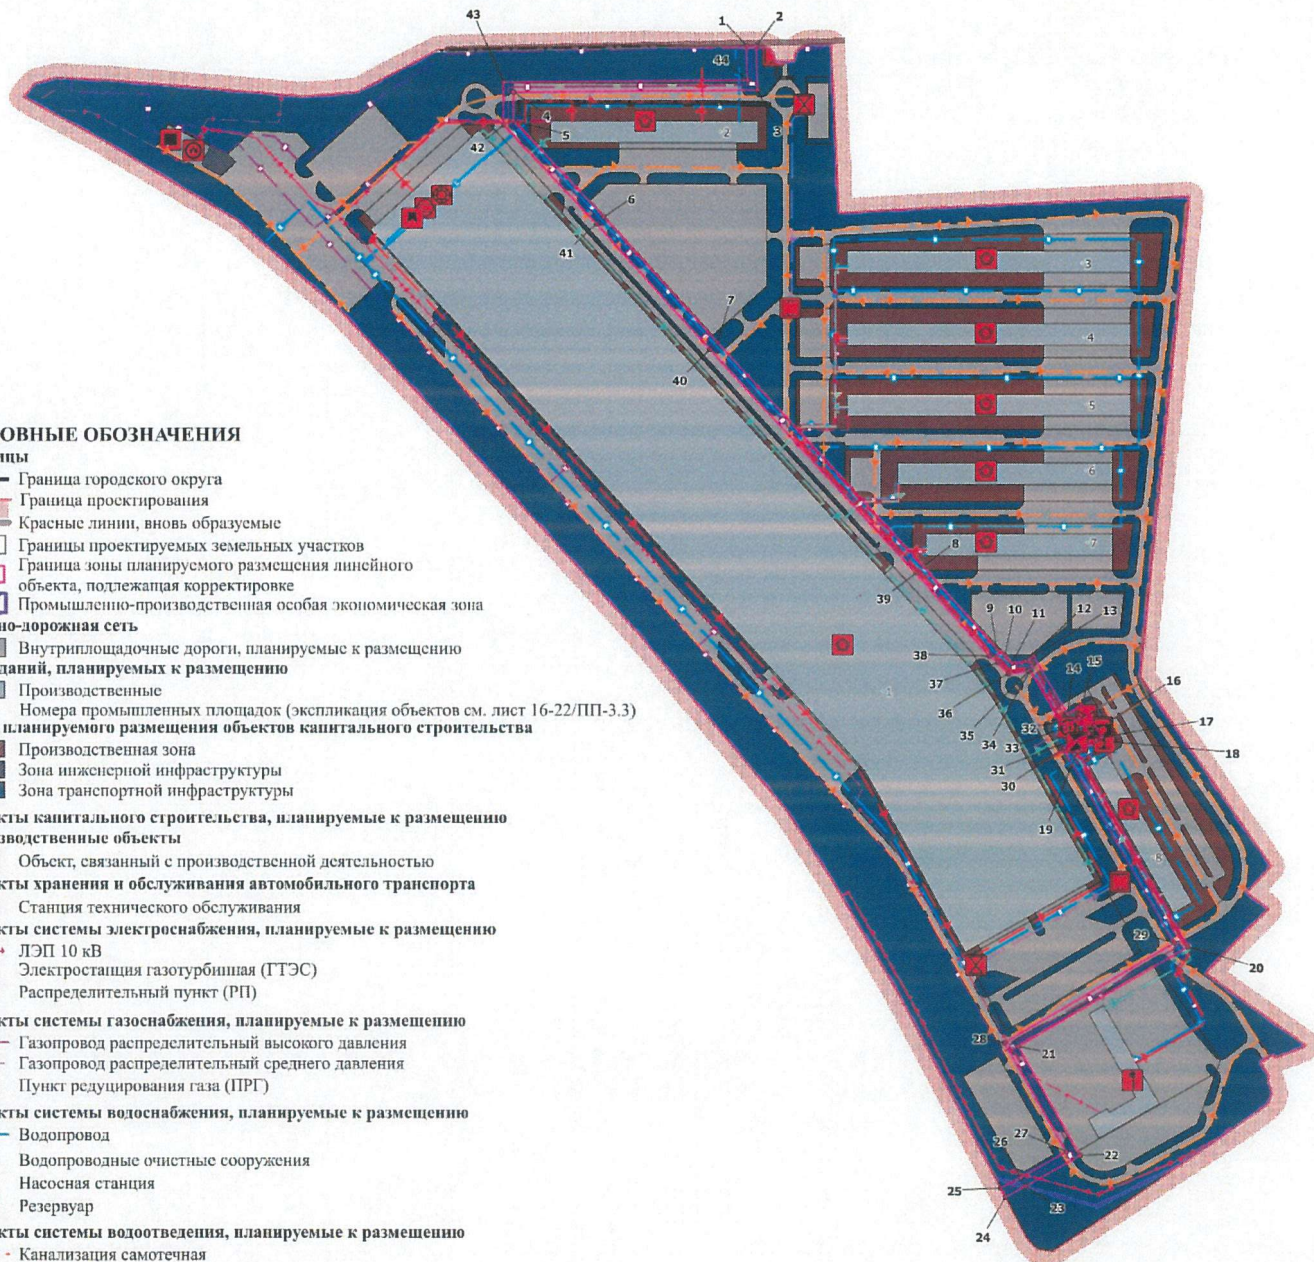 43
1
2
44
4
5
2
3
42
6
41
3
7
4
40
5
6
8
7
39
9
10
11
12
13
38
37
14
15
16
36
1
17
35
32
34
33
18
31
30
19
8
29
20
28
21
27
26
22
25
23
24
ОВНЫЕ ОБОЗНАЧЕНИЯ
ицы
Граница городского округа
Граница проектирования
Красные линии, вновь образуемые
Границы проектируемых земельных участков
Граница зоны планируемого размещения линейного
объекта, подлежащая корректировке
Промышленно-производственная особая экономическая зона
но-дорожная сеть
Внутриплощадочные дороги, планируемые к размещению
даний, планируемых к размещению
Производственные
Номера промышленных площадок (экспликация объектов см. лист 16-22/ПП-3.3)
планируемого размещения объектов капитального строительства
Производственная зона
Зона инженерной инфраструктуры
Зона транспортной инфраструктуры
кты капитального строительства, планируемые к размещению
зводственные объекты
Объект, связанный с производственной деятельностью
кты хранения и обслуживания автомобильного транспорта
Станция технического обслуживания
кты системы электроснабжения, планируемые к размещению
ЛЭП 10 кВ
Электростанция газотурбинная (ГТЭС)
Распределительный пункт (РП)
кты системы газоснабжения, планируемые к размещению
Газопровод распределительный высокого давления
Газопровод распределительный среднего давления
Пункт редуцирования газа (ПРГ)
кты системы водоснабжения, планируемые к размещению
Водопровод
Водопроводные очистные сооружения
Насосная станция
Резервуар
кты системы водоотведения, планируемые к размещению
Канализация самотечная